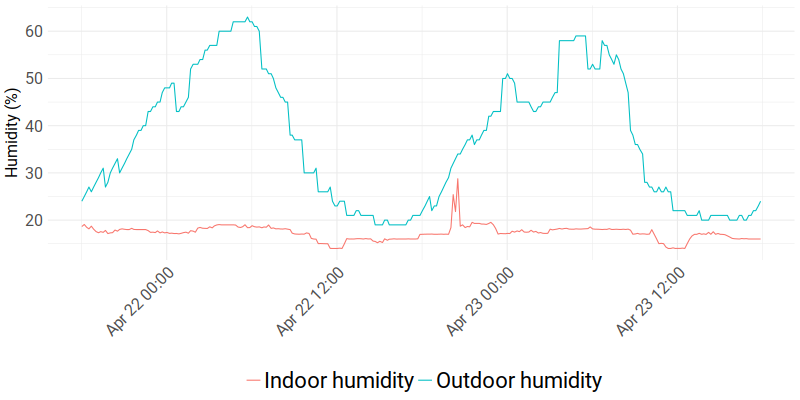 Humidity (%)
60
50
40
30
20
Apr 22 00:00
Apr 22 12:00
Apr 23 00:00
Apr 23 12:00
Indoor humidity
Outdoor humidity